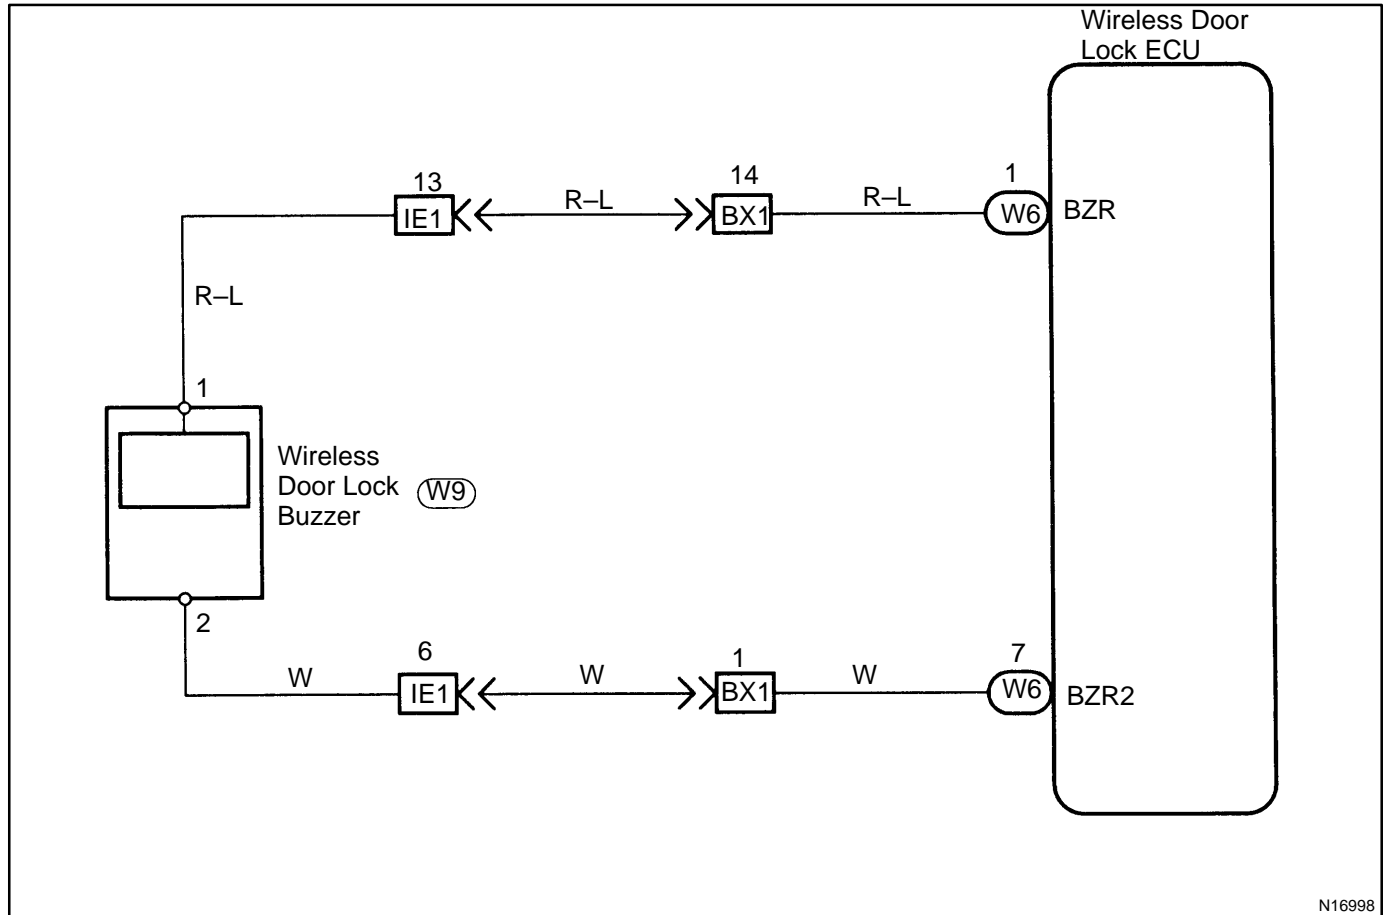 Wireless Door
Lock ECU
13
14
1
IE1
R–L
BX1
R–L
W6
BZR
R–L
1
Wireless
Door Lock
Buzzer
W9
2
6
1
7
W
IE1
W
BX1
W
W6
BZR2
N16998